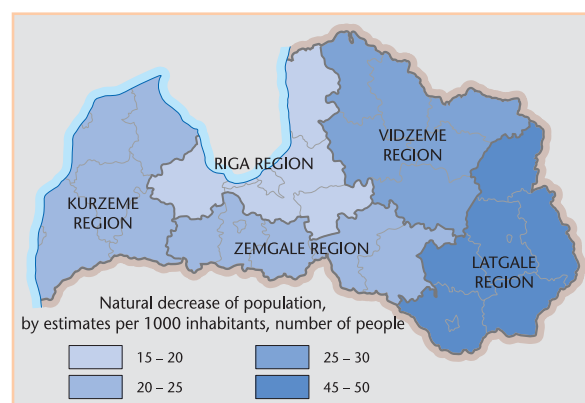 RIGA REGION
VIDZEME
REGION
KURZEME
REGION
ZEMGALE REGION
LATGALE
REGION
Natural decrease of population,
by estimates per 1000 inhabitants, number of people
15 – 20
25 – 30
20 – 25
45 – 50